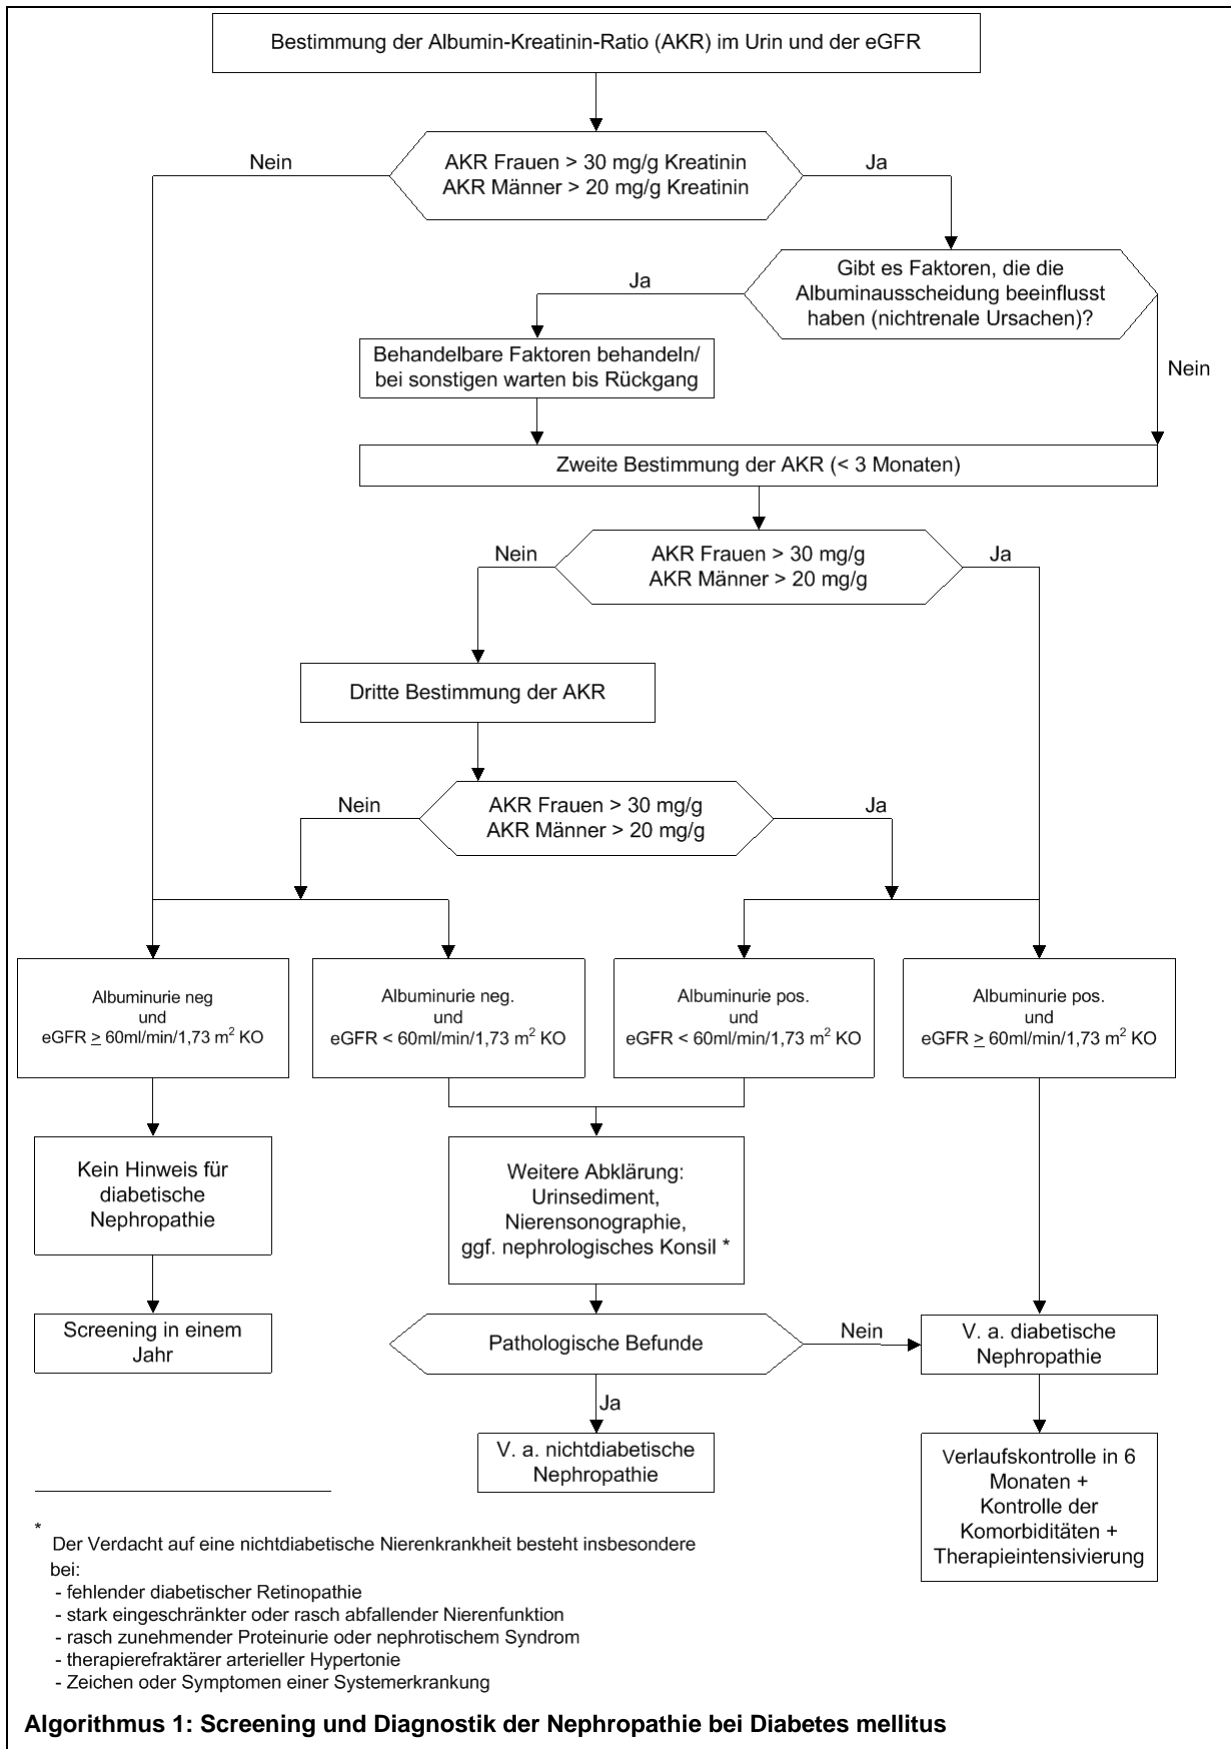 Bestimmung der Albumin-Kreatinin-Ratio (AKR) im Urin und der eGFR
Nein
AKR Frauen > 30 mg/g Kreatinin
AKR Männer > 20 mg/g Kreatinin
Ja
Gibt es Faktoren, die die
Albuminausscheidung beeinflusst
haben (nichtrenale Ursachen)?
Ja
Nein
Behandelbare Faktoren behandeln/
bei sonstigen warten bis Rückgang
Zweite Bestimmung der AKR (< 3 Monaten)
Nein
AKR Frauen > 30 mg/g
AKR Männer > 20 mg/g
Ja
Dritte Bestimmung der AKR
Nein
AKR Frauen > 30 mg/g
AKR Männer > 20 mg/g
Ja
Albuminurie neg
und
eGFR ≥ 60ml/min/1,73 m² KO
Albuminurie neg.
und
eGFR < 60ml/min/1,73 m² KO
Albuminurie pos.
und
eGFR < 60ml/min/1,73 m² KO
Albuminurie pos.
und
eGFR ≥ 60ml/min/1,73 m² KO
Kein Hinweis für
diabetische
Nephropathie
Weitere Abklärung:
Urinsediment,
Nierensonographie,
ggf. nephrologisches Konsil *
Screening in einem
Jahr
Pathologische Befunde
Nein
V. a. diabetische
Nephropathie
Ja
V. a. nichtdiabetische
Nephropathie
Verlaufskontrolle in 6
Monaten +
Kontrolle der
Komorbiditäten +
Therapieintensivierung
*
Der Verdacht auf eine nichtdiabetische Nierenkrankheit besteht insbesondere
bei:
- fehlender diabetischer Retinopathie
- stark eingeschränkter oder rasch abfallender Nierenfunktion
- rasch zunehmender Proteinurie oder nephrotischem Syndrom
- therapierefraktärer arterieller Hypertonie
- Zeichen oder Symptomen einer Systemerkrankung
Algorithmus 1: Screening und Diagnostik der Nephropathie bei Diabetes mellitus